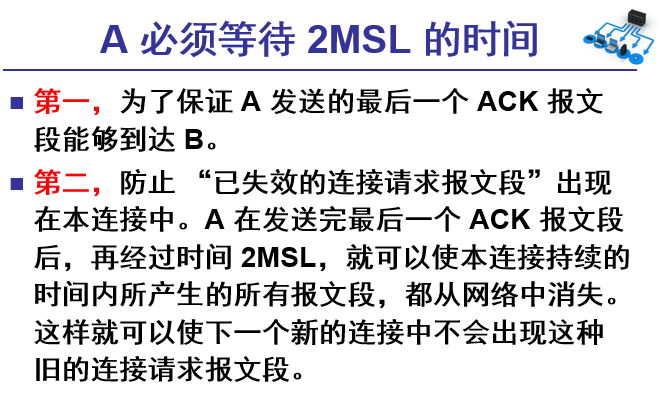 A 必须等待 2MSL 的时间
第一，为了保证 A 发送的最后一个 ACK 报文
段能够到达 B。
第二，防止 “已失效的连接请求报文段”出现
在本连接中。A 在发送完最后一个 ACK 报文段
后，再经过时间 2MSL，就可以使本连接持续的
时间内所产生的所有报文段，都从网络中消失。
这样就可以使下一个新的连接中不会出现这种
旧的连接请求报文段。